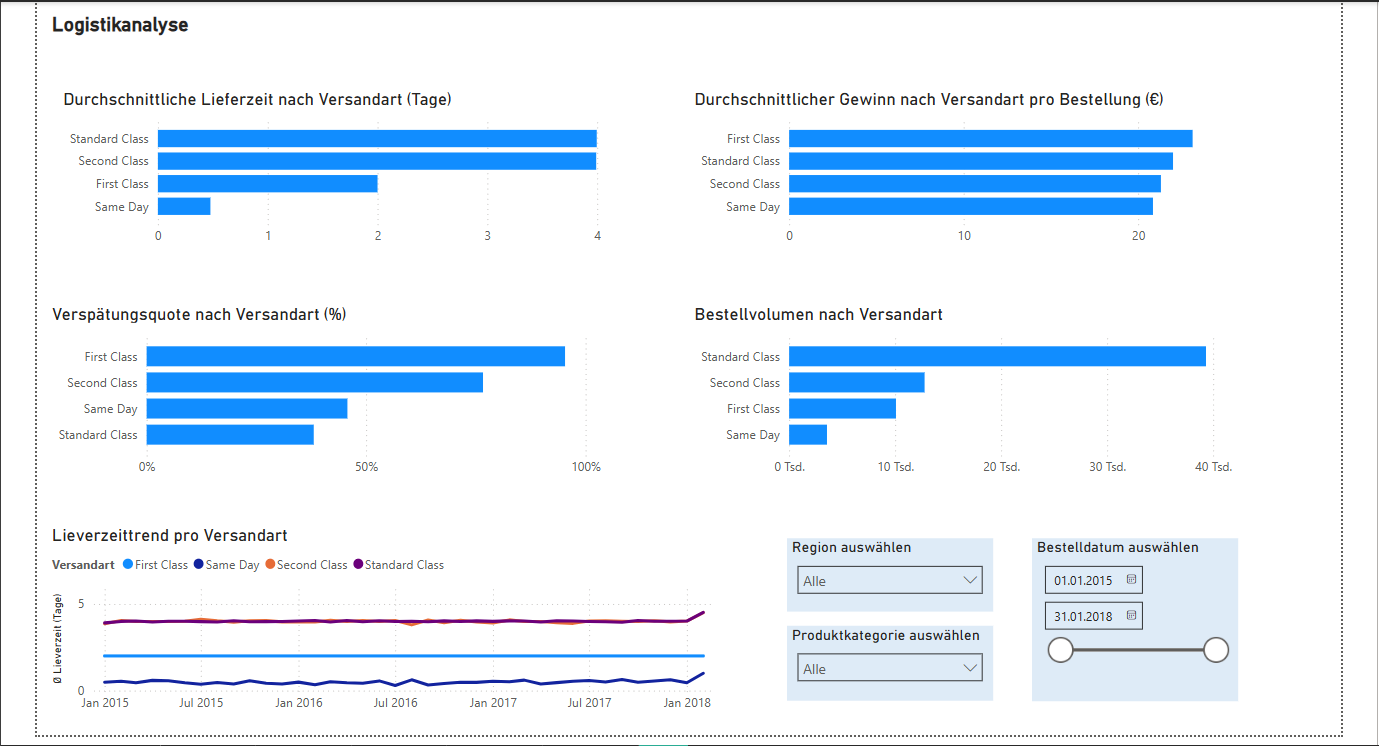 Logistikanalyse
Durchschnittliche Lieferzeit nach Versandart (Tage)
Standard Class
Second Class
First Class
Same Day
0 1 2 3 4
Durchschnittlicher Gewinn nach Versandart pro Bestellung (€)
First Class
Standard Class
Second Class
Same Day
0 10 20
Verspätungsquote nach Versandart (%)
First Class
Second Class
Same Day
Standard Class
0% 50% 100%
Bestellvolumen nach Versandart
Standard Class
Second Class
First Class
Same Day
0 Tsd. 10 Tsd. 20 Tsd. 30 Tsd. 40 Tsd.
Lieverzeittrend pro Versandart
Versandart First Class Same Day Second Class Standard Class
Ø Lieverzeit (Tage)
5
0
Jan 2015 Jul 2015 Jan 2016 Jul 2016 Jan 2017 Jul 2017 Jan 2018
Region auswählen
Alle
Produktkategorie auswählen
Alle
Bestelldatum auswählen
01.01.2015
31.01.2018